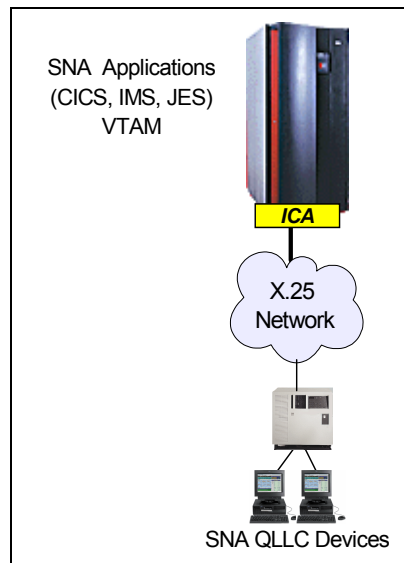 SNA Applications
(CICS, IMS, JES)
VTAM
ICA
X.25
Network
SNA QLLC Devices